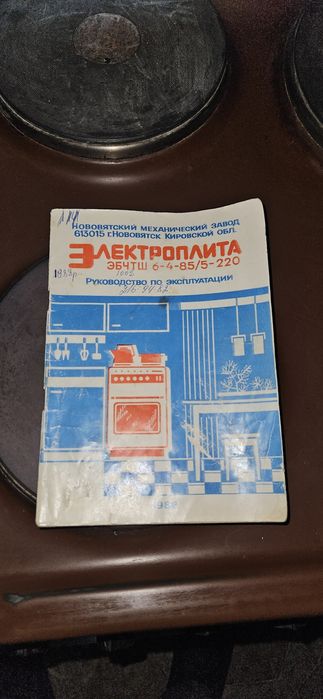 НОВОВЯТСКИЙ МЕХАНИЧЕСКИЙ ЗАВОД
613015 г. НОВОВЯТСК КИРОВСКОЙ ОБЛ.
ЭЛЕКТРОПЛИТА
ЭБЧТШ 6-4-85/5-220
РУКОВОДСТВО ПО ЭКСПЛУАТАЦИИ